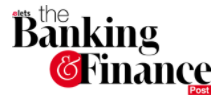 elets the
Banking
&Finance
Post